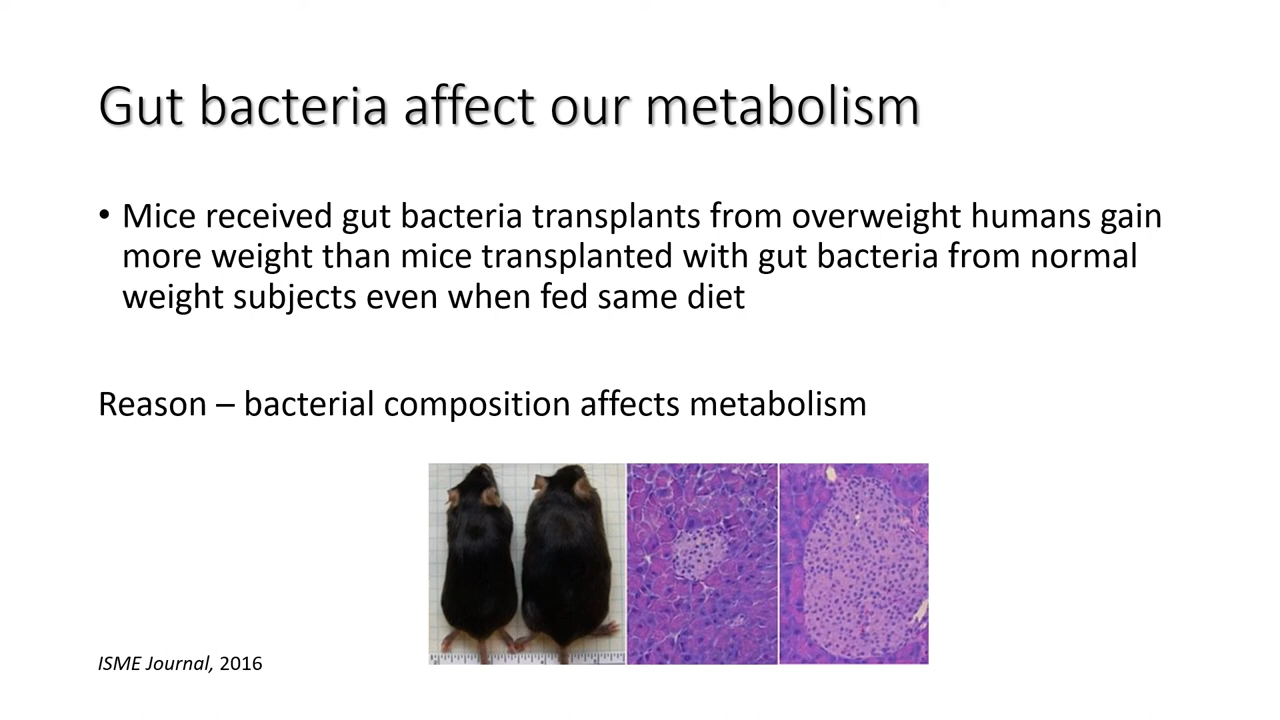 Gut bacteria affect our metabolism
• Mice received gut bacteria transplants from overweight humans gain
more weight than mice transplanted with gut bacteria from normal
weight subjects even when fed same diet
Reason – bacterial composition affects metabolism
ISME Journal, 2016